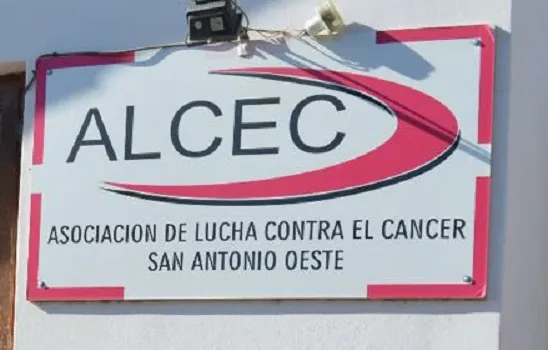 ALCEC
ASOCIACION DE LUCHA CONTRA EL CANCER
SAN ANTONIO OESTE